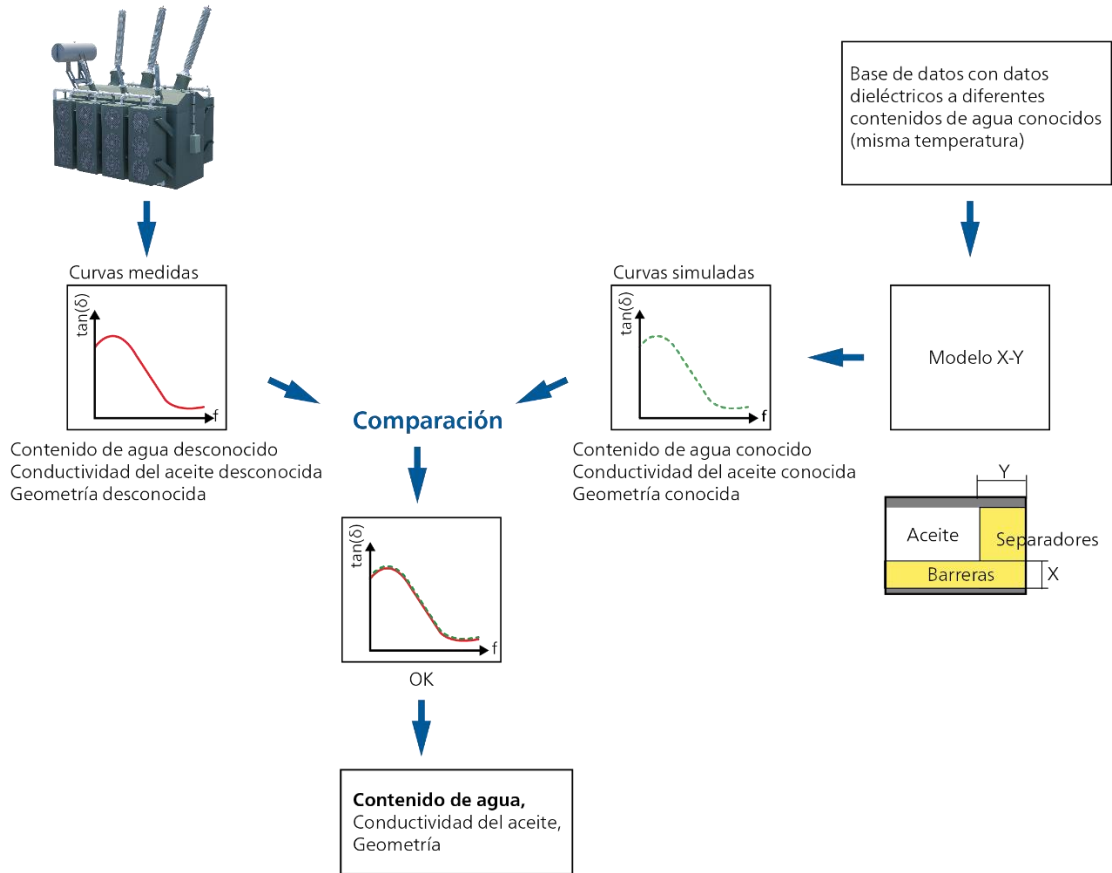 Base de datos con datos
dieléctricos a diferentes
contenidos de agua conocidos
(misma temperatura)
Curvas medidas
tan(δ)
f
Contenido de agua desconocido
Conductividad del aceite desconocida
Geometría desconocida
Curvas simuladas
tan(δ)
f
Contenido de agua conocido
Conductividad del aceite conocida
Geometría conocida
Modelo X-Y
Y
Aceite
Separadores
Barreras
X
Comparación
tan(δ)
f
OK
Contenido de agua,
Conductividad del aceite,
Geometría